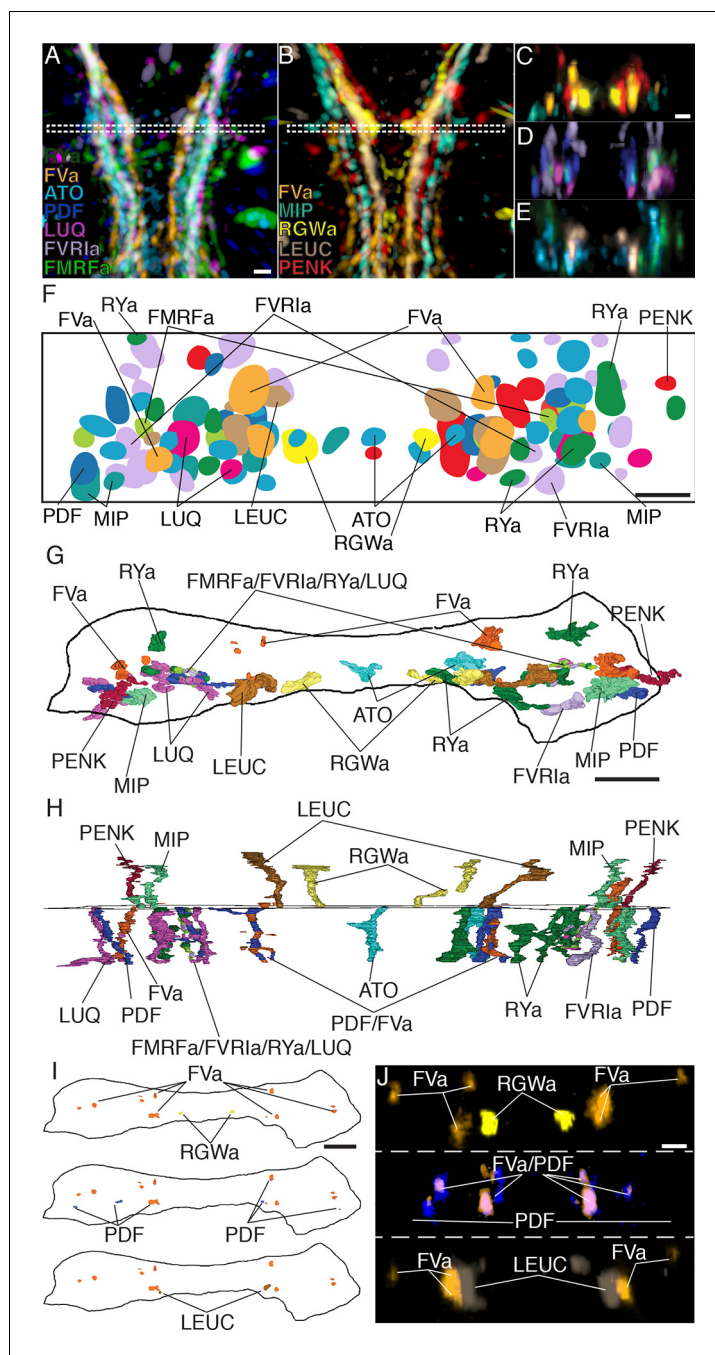 A
B
C
D
E
RYa
FVa
ATO
PDF
LUQ
FVRIa
FMRFa
FVa
MIP
RGWa
LEUC
PENK
F
RYa FMRFa FVRIa FVa RYa PENK
FVa
PDF MIP LUQ LEUC ATO RYa FVRIa MIP
RGWa
G
RYa FMRFa/FVRIa/RYa/LUQ RYa
FVa FVa PENK
PENK MIP LUQ LEUC RGWa ATO RYa FVRIa MIP PDF
H
LEUC
PENK MIP RGWa MIP PENK
LUQ PDF FVa ATO RYa FVRIa PDF
PDF/FVa
FMRFa/FVRIa/RYa/LUQ
I
FVa
RGWa
PDF PDF
LEUC
J
FVa RGWa FVa
FVa/PDF
PDF
FVa LEUC FVa